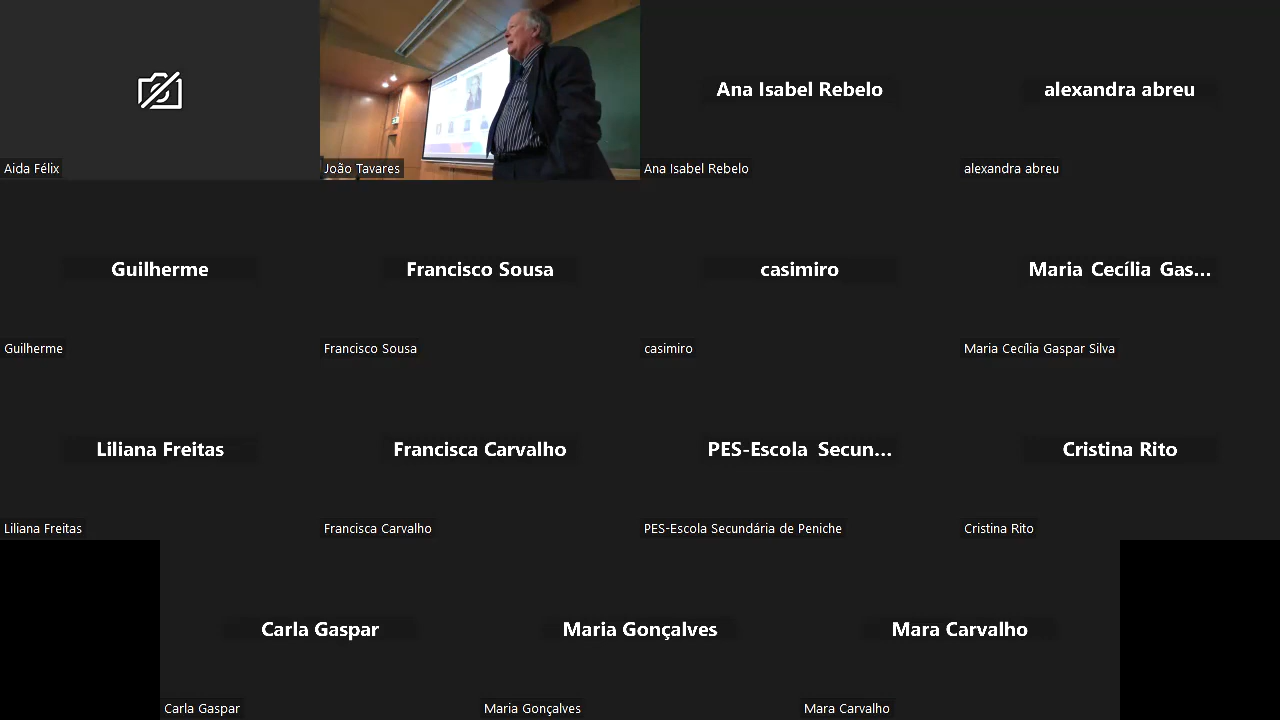 Aida Félix
João Tavares
Ana Isabel Rebelo
Ana Isabel Rebelo
alexandra abreu
alexandra abreu
Guilherme
Guilherme
Francisco Sousa
Francisco Sousa
casimiro
casimiro
Maria Cecília Gas...
Maria Cecília Gaspar Silva
Liliana Freitas
Liliana Freitas
Francisca Carvalho
Francisca Carvalho
PES-Escola Secun...
PES-Escola Secundária de Peniche
Cristina Rito
Cristina Rito
Carla Gaspar
Carla Gaspar
Maria Gonçalves
Maria Gonçalves
Mara Carvalho
Mara Carvalho